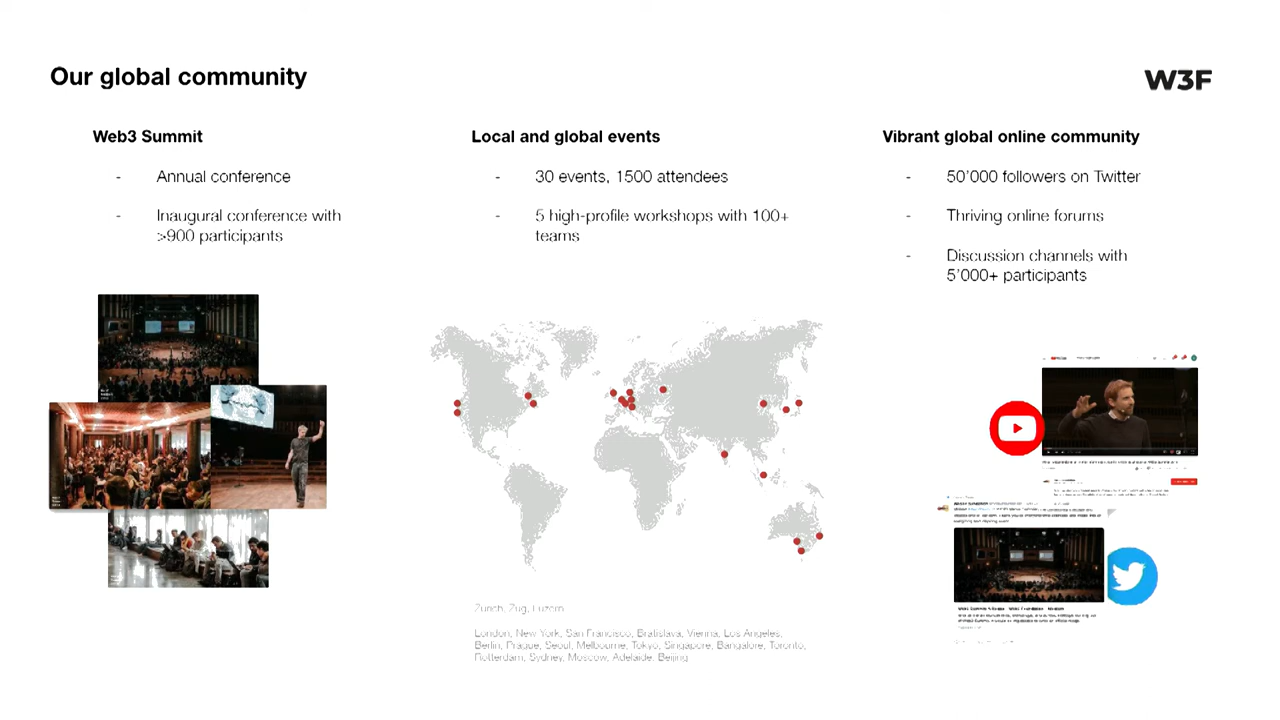 Our global community
W3F
Web3 Summit
- Annual conference
- Inaugural conference with
>900 participants
Local and global events
- 30 events, 1500 attendees
- 5 high-profile workshops with 100+
teams
Vibrant global online community
- 50'000 followers on Twitter
- Thriving online forums
- Discussion channels with
5'000+ participants
Zurich, Zug, Luzern
London, New York, San Francisco, Bratislava, Vienna, Los Angeles,
Berlin, Prague, Seoul, Melbourne, Tokyo, Singapore, Bangalore, Toronto,
Rotterdam, Sydney, Moscow, Adelaide, Beijing